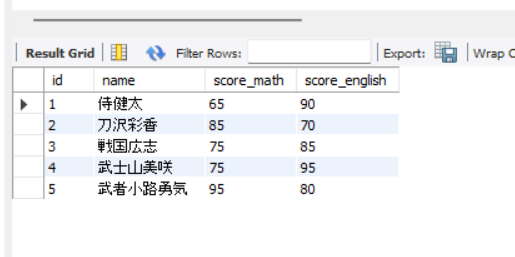 Result Grid Filter Rows: Export: Wrap C
id name score_math score_english
1 侍健太 65 90
2 刀沢彩香 85 70
3 戦国広志 75 85
4 武士山美咲 75 95
5 武者小路勇気 95 80